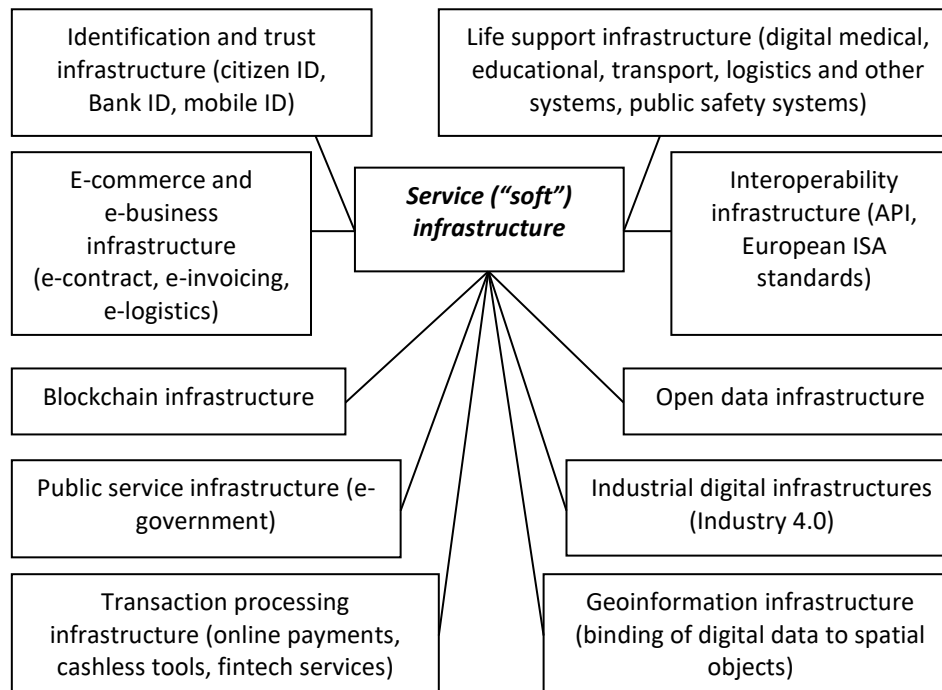 Identification and trust
infrastructure (citizen ID,
Bank ID, mobile ID)
Life support infrastructure (digital medical,
educational, transport, logistics and other
systems, public safety systems)
E-commerce and
e-business
infrastructure
(e-contract, e-invoicing,
e-logistics)
Service (“soft”)
infrastructure
Interoperability
infrastructure (API,
European ISA
standards)
Blockchain infrastructure
Open data infrastructure
Public service infrastructure (e-
government)
Industrial digital infrastructures
(Industry 4.0)
Transaction processing
infrastructure (online payments,
cashless tools, fintech services)
Geoinformation infrastructure
(binding of digital data to spatial
objects)